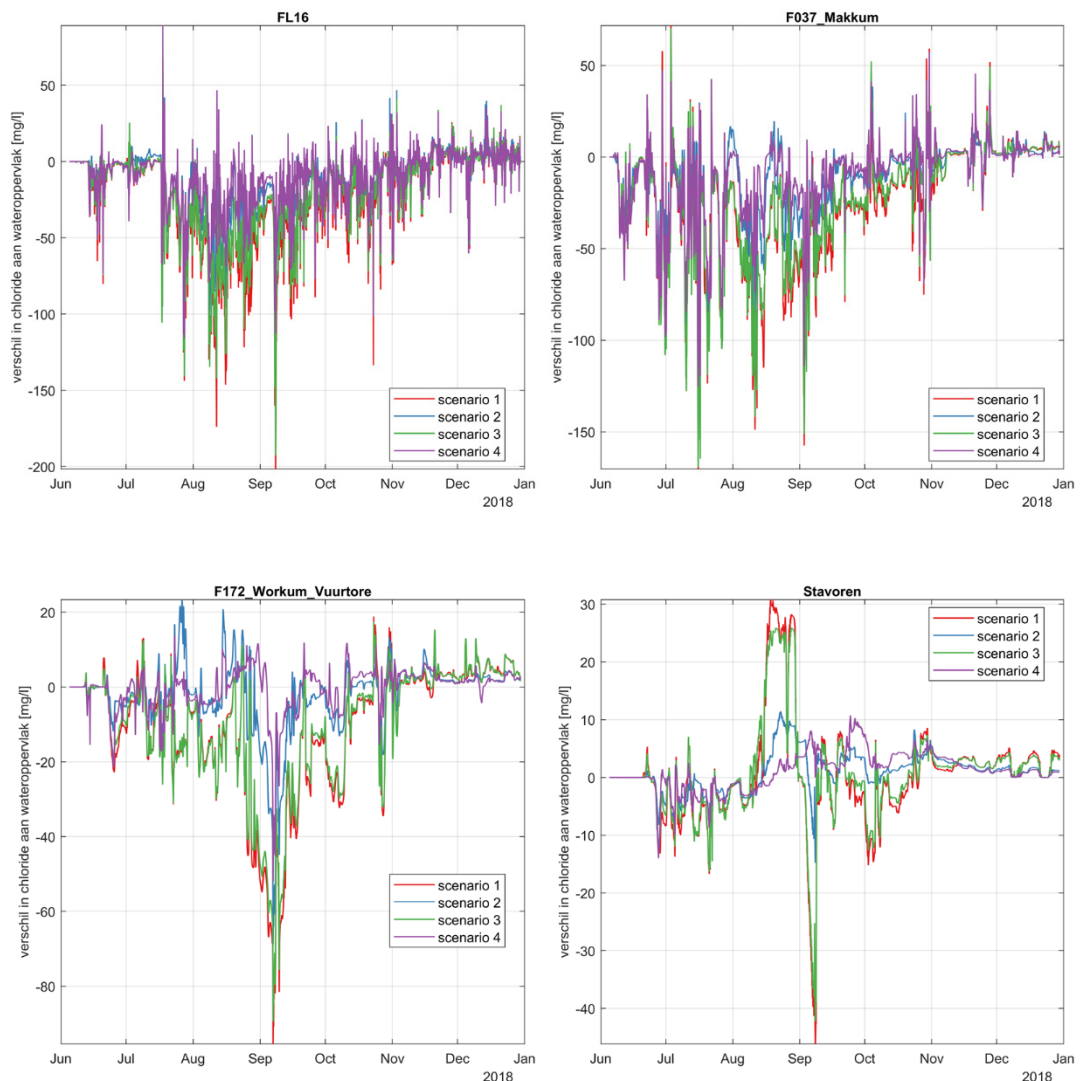 FL16
verschil in chloride aan wateroppervlak [mg/l]
50
0
-50
-100
-150
-200
Jun Jul Aug Sep Oct Nov Dec Jan
2018
scenario 1
scenario 2
scenario 3
scenario 4
F037_Makkum
verschil in chloride aan wateroppervlak [mg/l]
50
0
-50
-100
-150
Jun Jul Aug Sep Oct Nov Dec Jan
2018
scenario 1
scenario 2
scenario 3
scenario 4
F172_Workum_Vuurtore
verschil in chloride aan wateroppervlak [mg/l]
20
0
-20
-40
-60
-80
Jun Jul Aug Sep Oct Nov Dec Jan
2018
scenario 1
scenario 2
scenario 3
scenario 4
Stavoren
verschil in chloride aan wateroppervlak [mg/l]
30
20
10
0
-10
-20
-30
-40
Jun Jul Aug Sep Oct Nov Dec Jan
2018
scenario 1
scenario 2
scenario 3
scenario 4